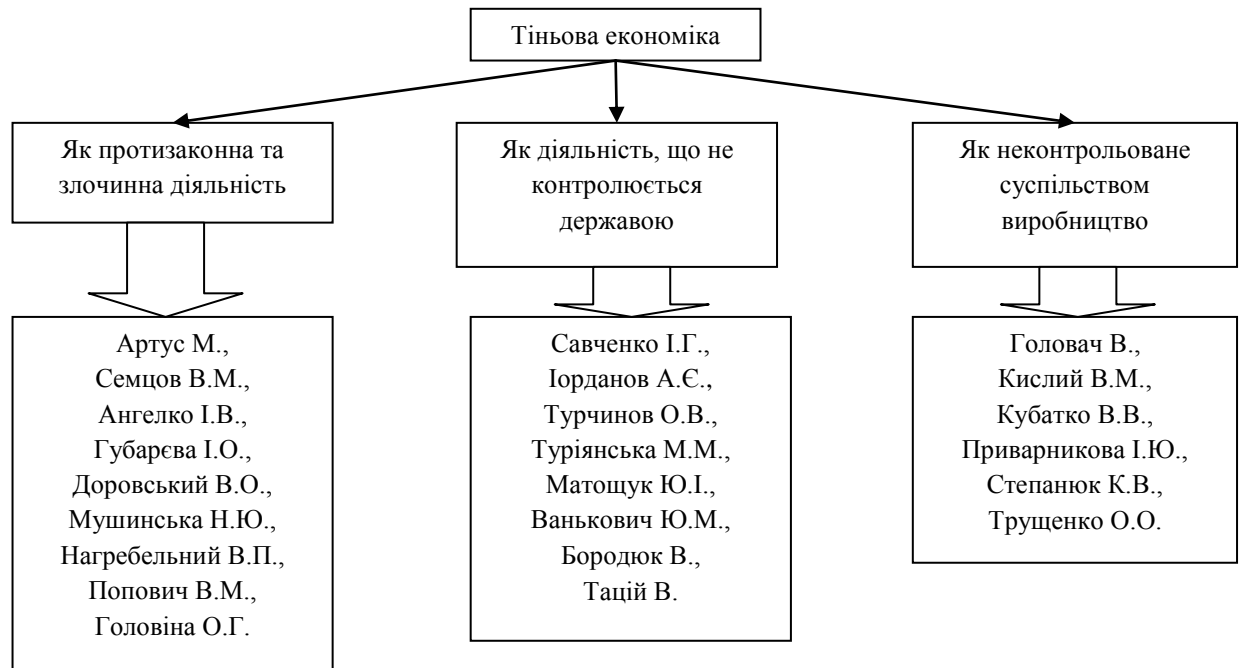 Тіньова економіка
Як протизаконна та
злочинна діяльність
Як діяльність, що не
контролюється
державою
Як неконтрольоване
суспільством
виробництво
Артус М.,
Семцов В.М.,
Ангелко І.В.,
Губарєва І.О.,
Доровський В.О.,
Мушинська Н.Ю.,
Нагребельний В.П.,
Попович В.М.,
Головіна О.Г.
Савченко І.Г.,
Іорданов А.Є.,
Турчинов О.В.,
Туріянська М.М.,
Матощук Ю.І.,
Ванькович Ю.М.,
Бородюк В.,
Тацій В.
Головач В.,
Кислий В.М.,
Кубатко В.В.,
Приварникова І.Ю.,
Степанюк К.В.,
Трущенко О.О.